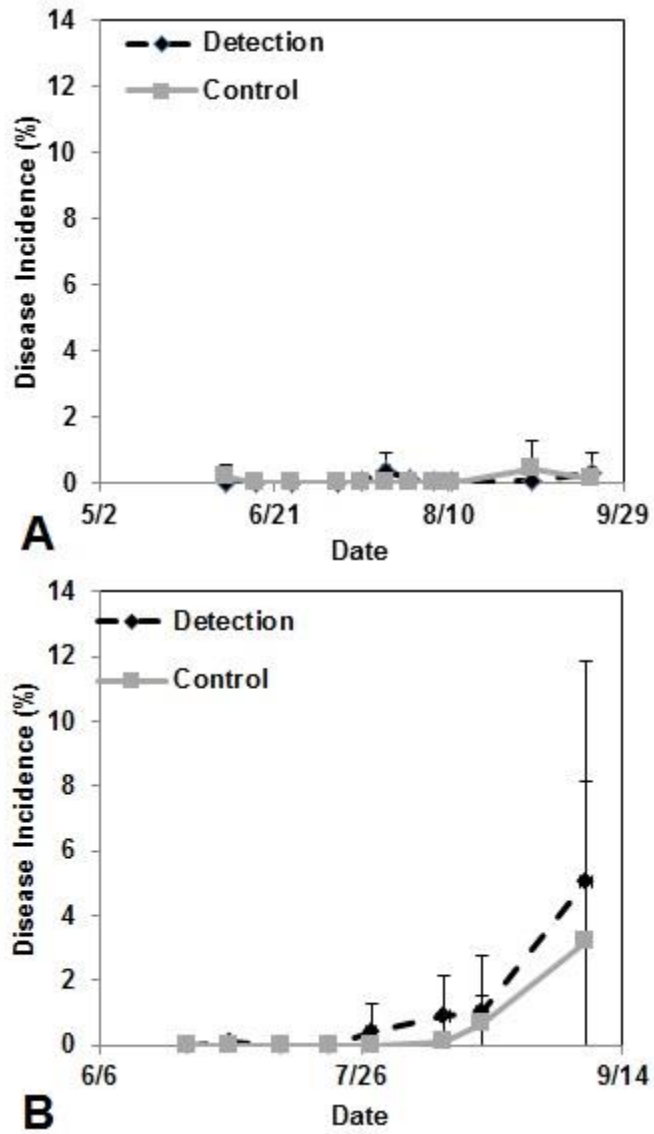 14
12
10
8
6
4
2
0
Disease Incidence (%)
Detection
Control
5/2 6/21 8/10 9/29
Date
A
14
12
10
8
6
4
2
0
Disease Incidence (%)
Detection
Control
6/6 7/26 9/14
Date
B